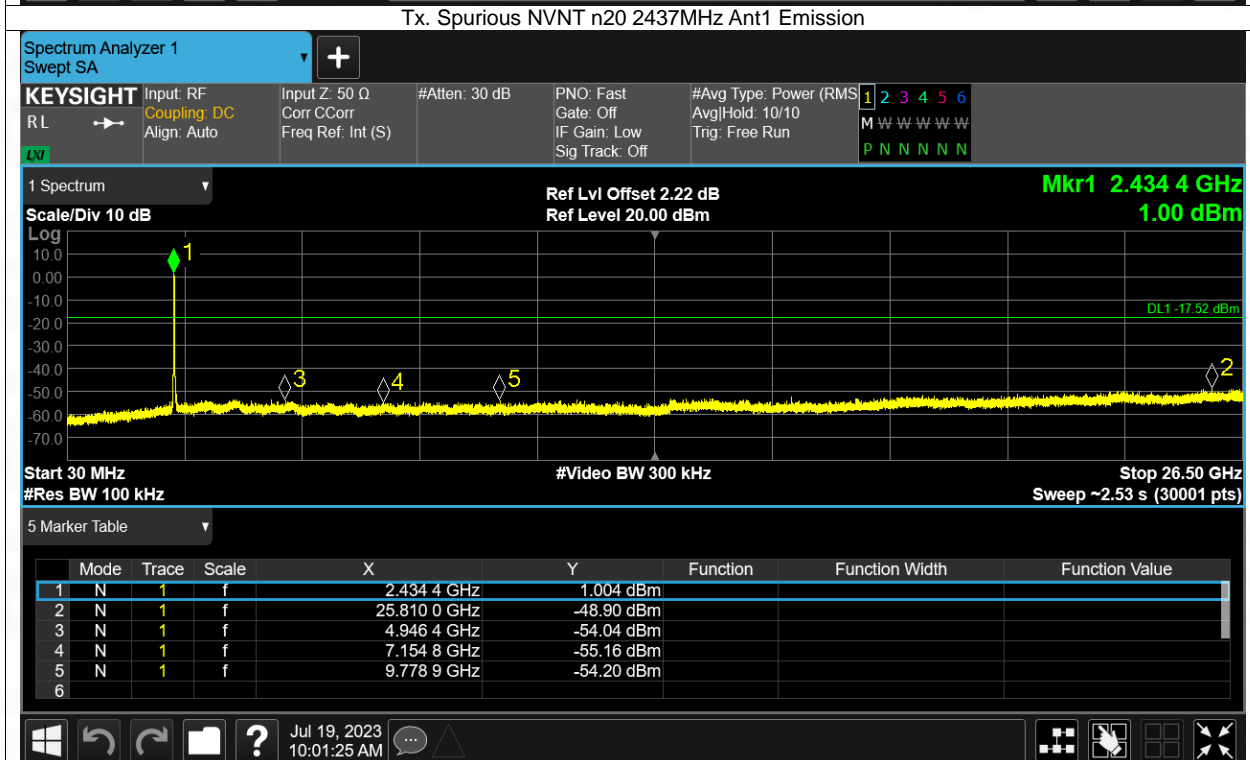 Tx. Spurious NVNT n20 2437MHz Ant1 Emission
Spectrum Analyzer 1
Swept SA
KEYSIGHT Input: RF Input Z: 50 Ω #Atten: 30 dB PNO: Fast #Avg Type: Power (RMS 1 2 3 4 5 6
RL Coupling: DC Corr CCorr Gate: Off Avg|Hold: 10/10 M W W W W W
Align: Auto Freq Ref: Int (S) IF Gain: Low Trig: Free Run
LXI Sig Track: Off P N N N N N
1 Spectrum Ref Lvl Offset 2.22 dB Mkr1 2.434 4 GHz
Scale/Div 10 dB Ref Level 20.00 dBm 1.00 dBm
Log
10.0 1
0.00
-10.0 DL1 -17.52 dBm
-20.0
-30.0
-40.0 3 4 5 2
-50.0
-60.0
-70.0
Start 30 MHz #Video BW 300 kHz Stop 26.50 GHz
#Res BW 100 kHz Sweep ~2.53 s (30001 pts)
5 Marker Table
Mode Trace Scale X Y Function Function Width Function Value
1 N 1 f 2.434 4 GHz 1.004 dBm
2 N 1 f 25.810 0 GHz -48.90 dBm
3 N 1 f 4.946 4 GHz -54.04 dBm
4 N 1 f 7.154 8 GHz -55.16 dBm
5 N 1 f 9.778 9 GHz -54.20 dBm
6
? Jul 19, 2023
10:01:25 AM